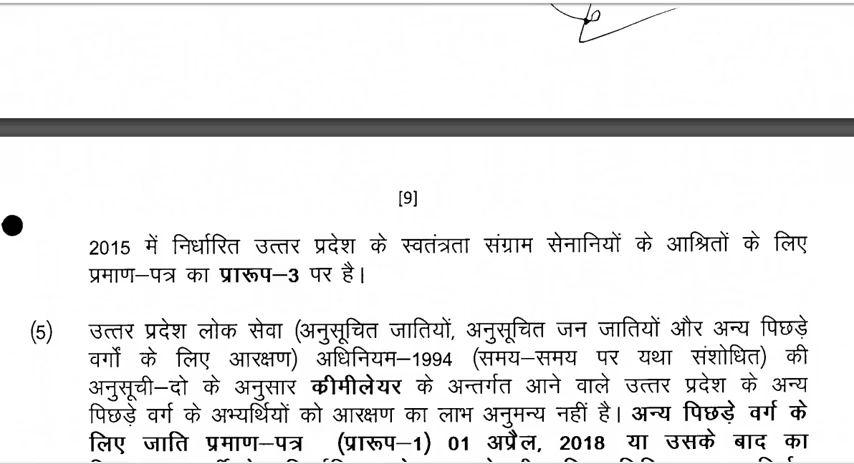 [9]
2015 में निर्धारित उत्तर प्रदेश के स्वतंत्रता संग्राम सेनानियों के आश्रितों के लिए
प्रमाण–पत्र का प्रारूप–3 पर है।
(5) उत्तर प्रदेश लोक सेवा (अनुसूचित जातियों, अनुसूचित जन जातियों और अन्य पिछड़े
वर्गों के लिए आरक्षण) अधिनियम–1994 (समय–समय पर यथा संशोधित) की
अनुसूची–दो के अनुसार कीमीलेयर के अन्तर्गत आने वाले उत्तर प्रदेश के अन्य
पिछड़े वर्ग के अभ्यर्थियों को आरक्षण का लाभ अनुमन्य नहीं है। अन्य पिछड़े वर्ग के
लिए जाति प्रमाण–पत्र (प्रारूप–1) 01 अप्रैल, 2018 या उसके बाद का